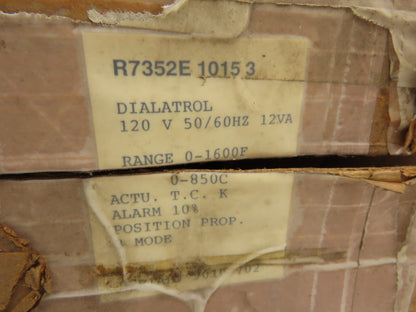 R7352E 1015 3
DIALATROL
120 V 50/60HZ 12VA
RANGE 0-1600F
0-850C
ACTU. T.C. K
ALARM 10%
POSITION PROP.
MODE